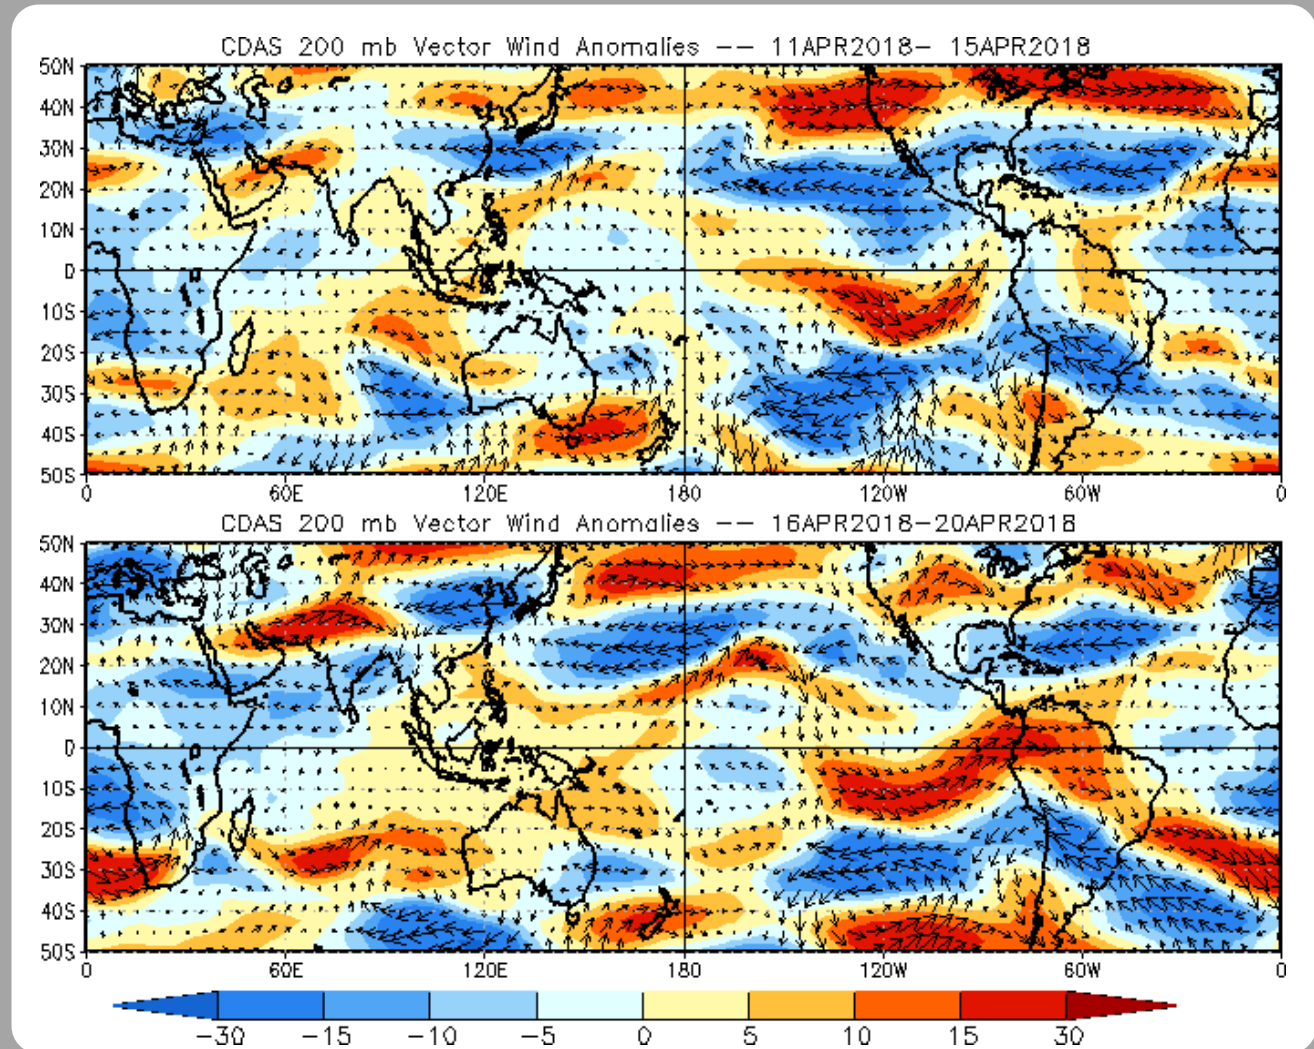 CDAS 200 mb Vector Wind Anomalies -- 11APR2018- 15APR2018
50N
40N
30N
20N
10N
0
10S
20S
30S
40S
50S
0 60E 120E 180 120W 60W 0
CDAS 200 mb Vector Wind Anomalies -- 16APR2018-20APR2018
50N
40N
30N
20N
10N
0
10S
20S
30S
40S
50S
0 60E 120E 180 120W 60W 0
-30 -15 -10 -5 0 5 10 15 30